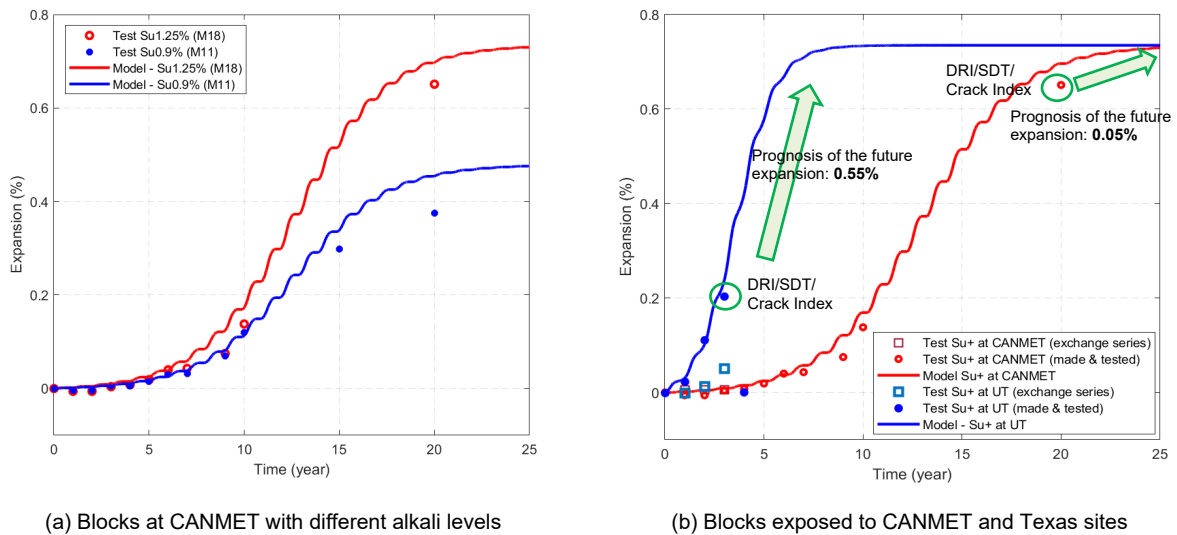 0.8
0.6
0.4
0.2
0
Expansion (%)
0
5
10
15
20
25
Time (year)
Test Su1.25% (M18)
Test Su0.9% (M11)
Model - Su1.25% (M18)
Model - Su0.9% (M11)
(a) Blocks at CANMET with different alkali levels
0.8
0.6
0.4
0.2
0
Expansion (%)
0
5
10
15
20
25
Time (year)
DRI/SDT/
Crack Index
Prognosis of the future
expansion: 0.05%
Prognosis of the future
expansion: 0.55%
DRI/SDT/
Crack Index
Test Su+ at CANMET (exchange series)
Test Su+ at CANMET (made & tested)
Model Su+ at CANMET
Test Su+ at UT (exchange series)
Test Su+ at UT (made & tested)
Model - Su+ at UT
(b) Blocks exposed to CANMET and Texas sites